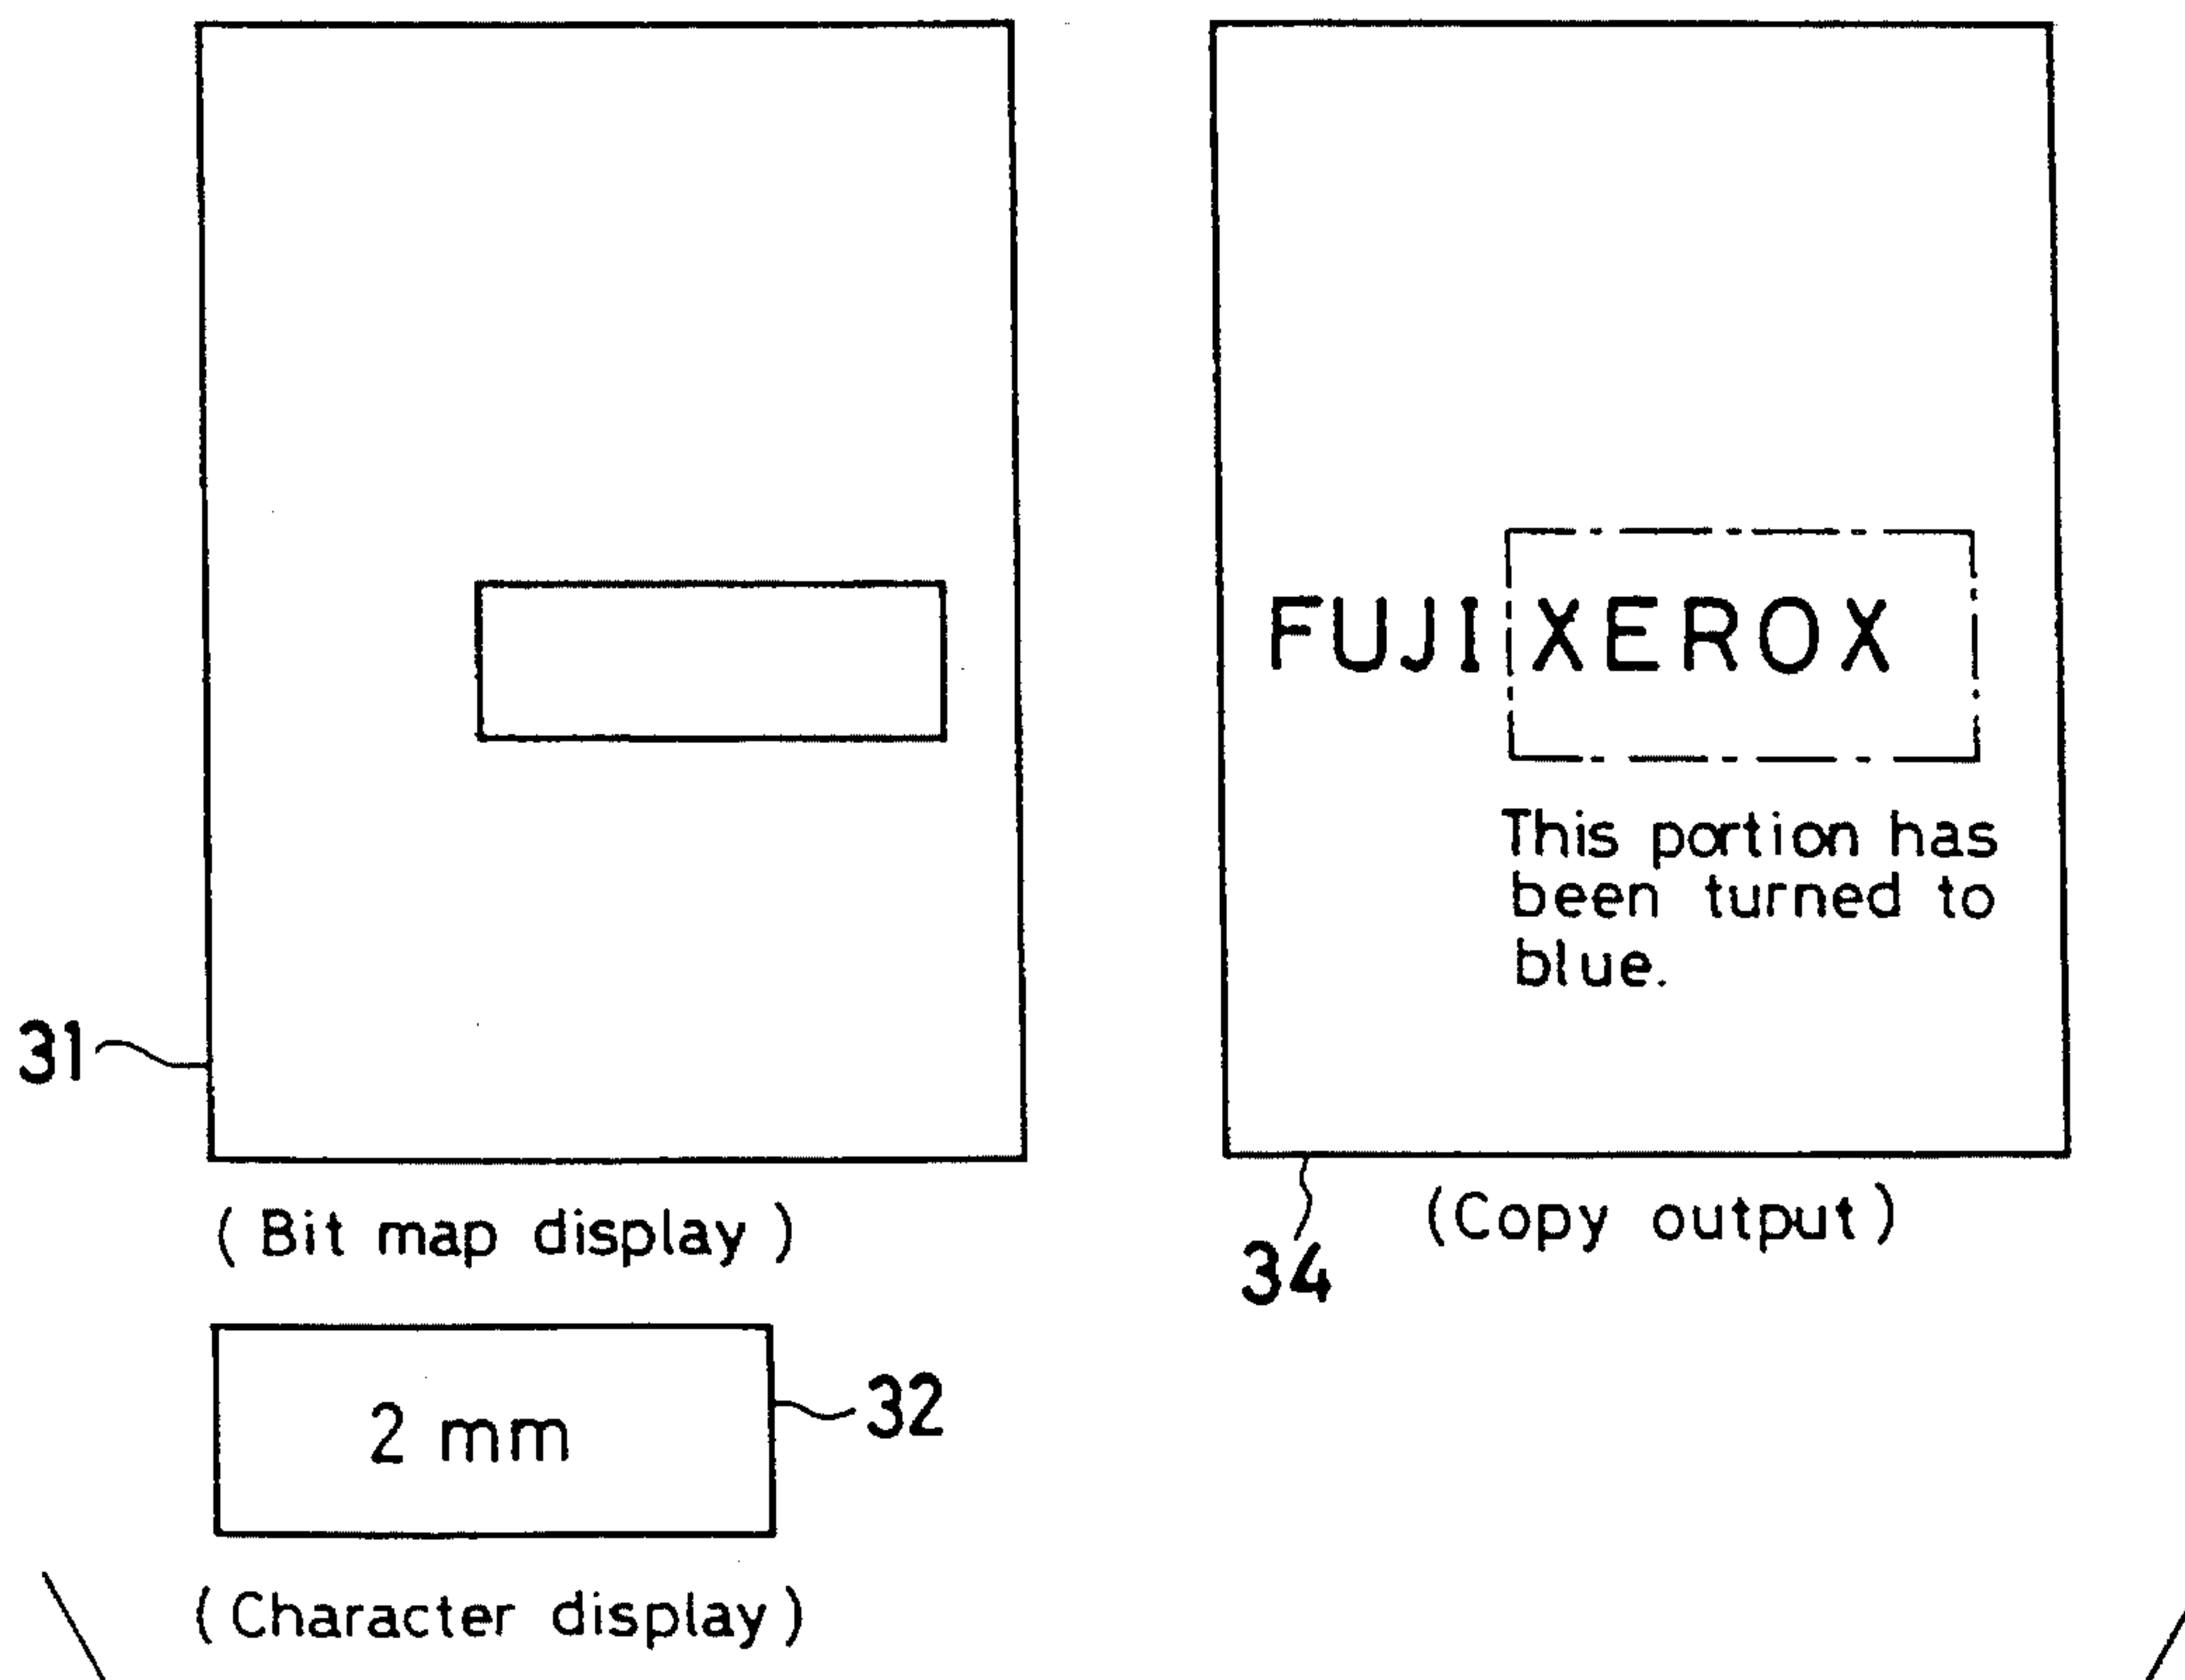 FUJI XEROX
This portion has
been turned to
blue.
31
(Bit map display)
(Copy output)
34
2 mm
32
(Character display)